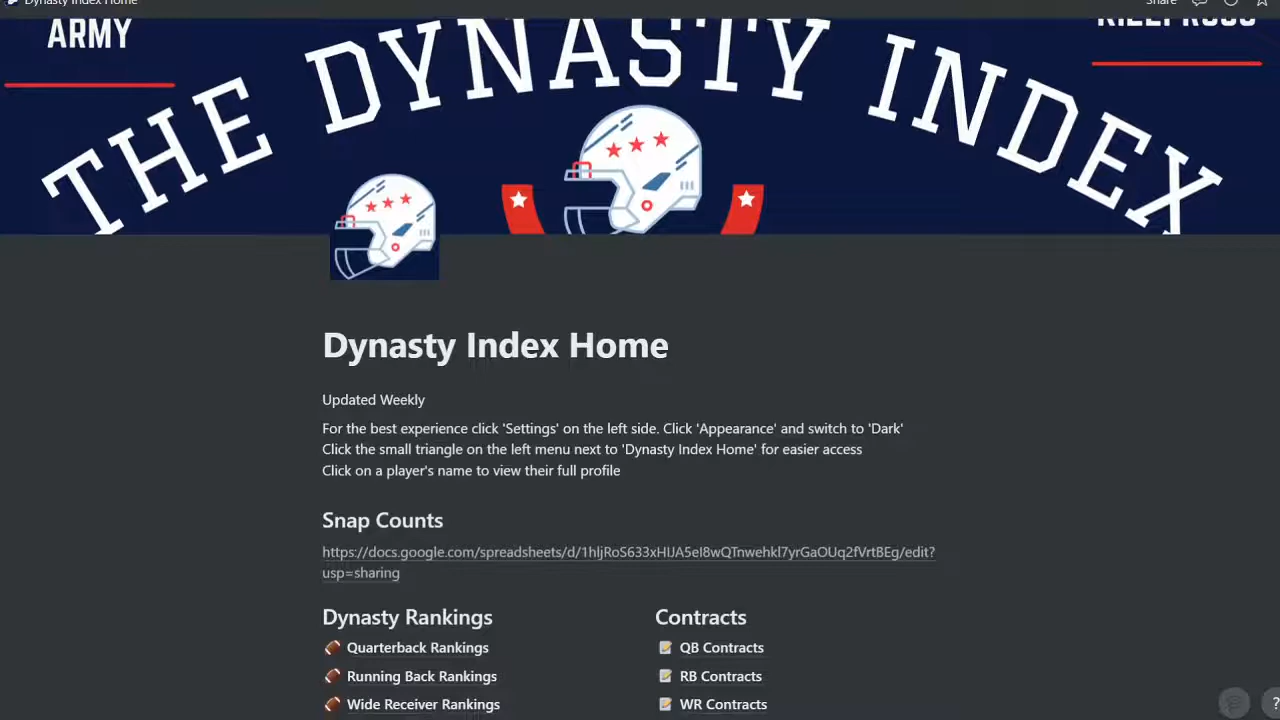 Dynasty Index Home
Share
ARMY
THE DYNASTY INDEX
Dynasty Index Home
Updated Weekly
For the best experience click 'Settings' on the left side. Click 'Appearance' and switch to 'Dark'
Click the small triangle on the left menu next to 'Dynasty Index Home' for easier access
Click on a player's name to view their full profile
Snap Counts
https://docs.google.com/spreadsheets/d/1hljRoS633xHIJA5eI8wQTnwehkl7yrGaOUq2fVrtBEg/edit?
usp=sharing
Dynasty Rankings
Quarterback Rankings
Running Back Rankings
Wide Receiver Rankings
Contracts
QB Contracts
RB Contracts
WR Contracts
?